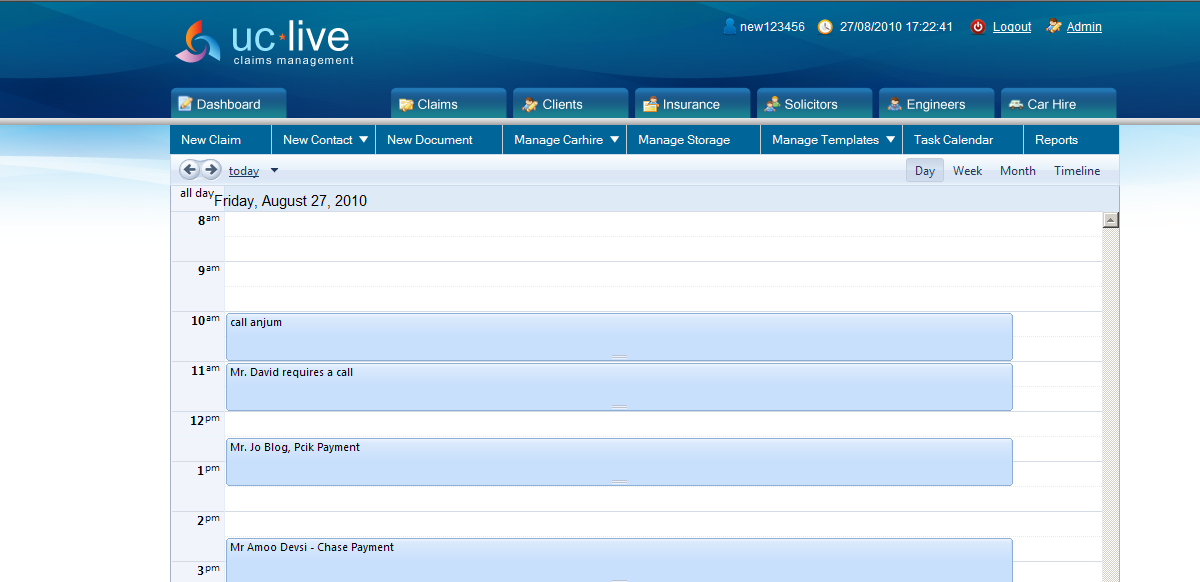 uc live
claims management
new123456 27/08/2010 17:22:41 Logout Admin
Dashboard Claims Clients Insurance Solicitors Engineers Car Hire
New Claim New Contact New Document Manage Carhire Manage Storage Manage Templates Task Calendar Reports
today Day Week Month Timeline
all day Friday, August 27, 2010
8am
9am
10am call anjum
11am Mr. David requires a call
12pm
Mr. Jo Blog, Pcik Payment
1pm
2pm
Mr Amoo Devsi - Chase Payment
3pm